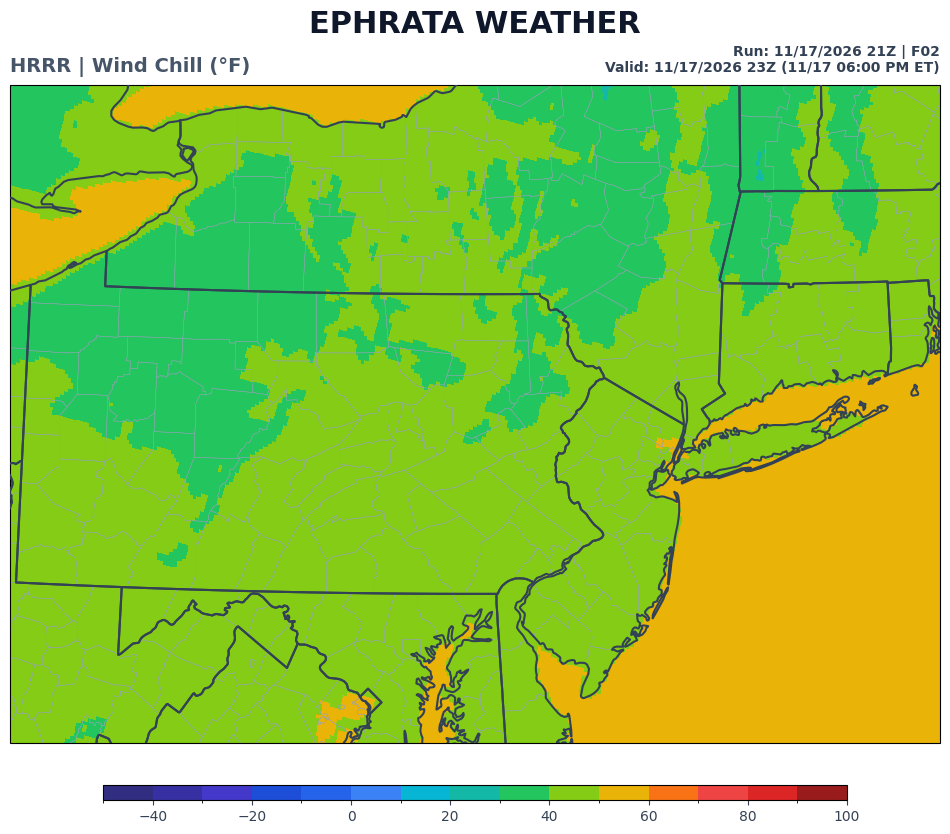 EPHRATA WEATHER
HRRR | Wind Chill (°F)
Run: 11/17/2026 21Z | F02
Valid: 11/17/2026 23Z (11/17 06:00 PM ET)
−40 −20 0 20 40 60 80 100